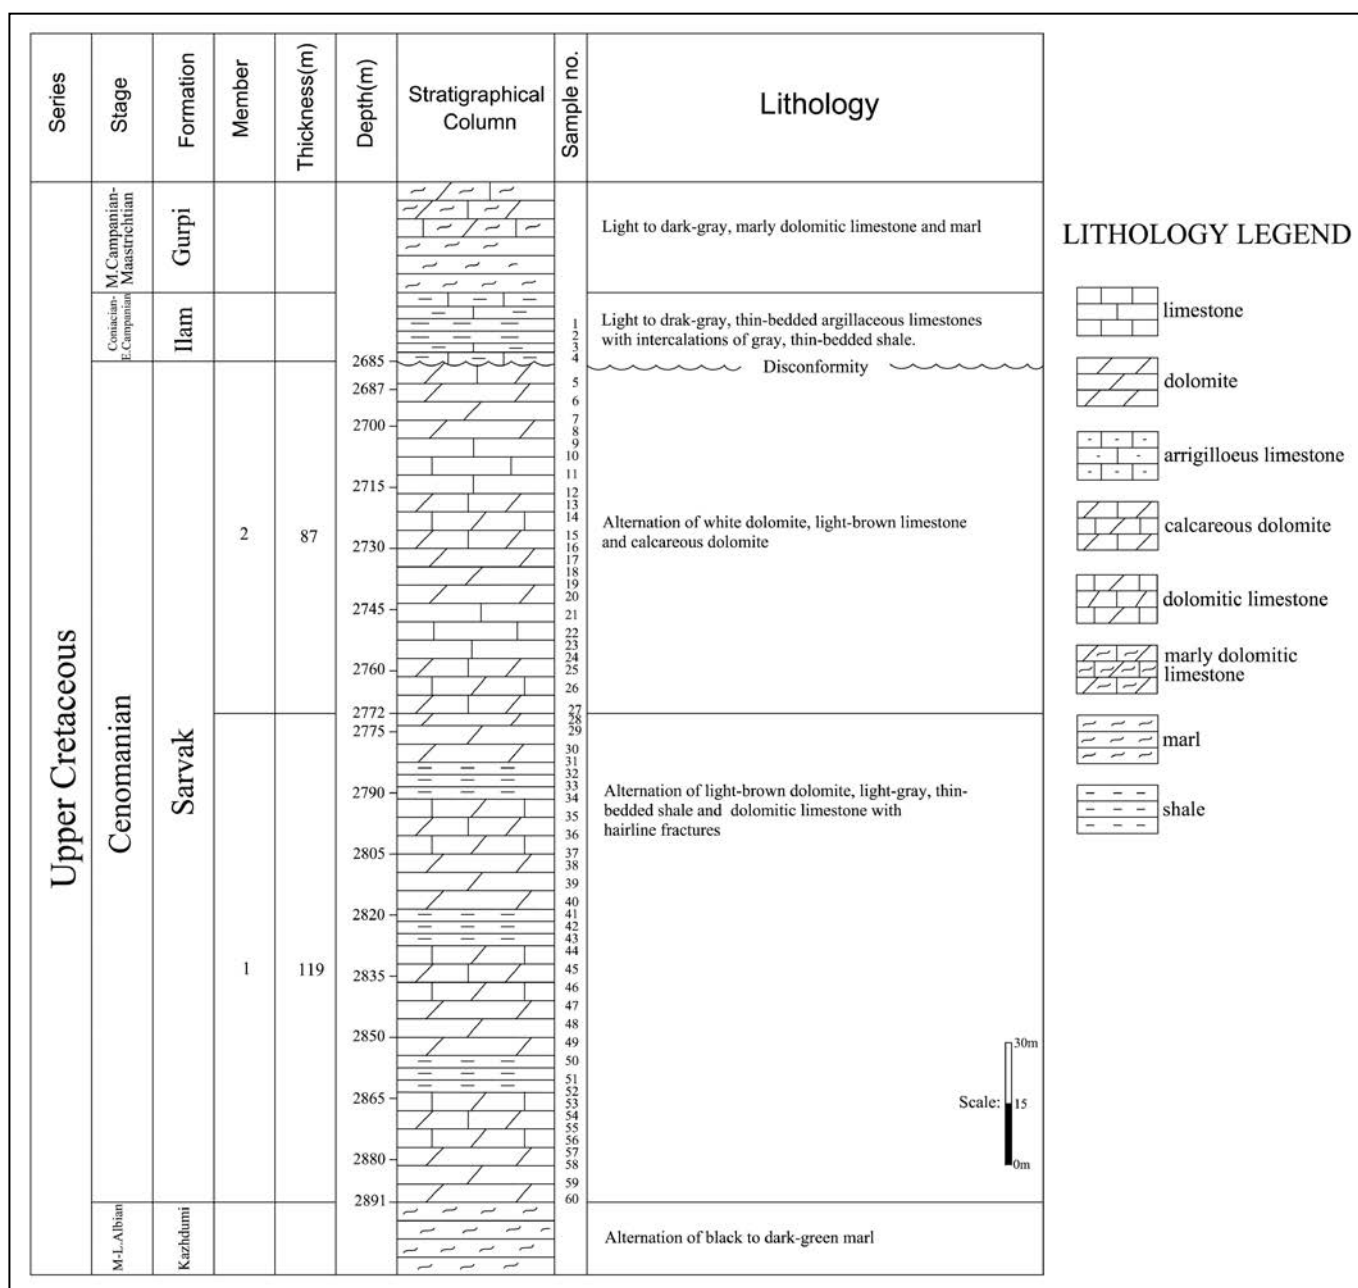 Series
Stage
Formation
Member
Thickness(m)
Depth(m)
Stratigraphical
Column
Sample no.
Lithology
Upper Cretaceous
M.Campanian-
Maastrichtian
Gurpi
Light to dark-gray, marly dolomitic limestone and marl
Coniacian-
E.Campanian
Ilam
Light to drak-gray, thin-bedded argillaceous limestones
with intercalations of gray, thin-bedded shale.
Disconformity
Cenomanian
Sarvak
2
87
Alternation of white dolomite, light-brown limestone
and calcareous dolomite
1
119
Alternation of light-brown dolomite, light-gray, thin-
bedded shale and dolomitic limestone with
hairline fractures
M-L.Albian
Kazhdumi
Alternation of black to dark-green marl
2685
2687
2700
2715
2730
2745
2760
2772
2775
2790
2805
2820
2835
2850
2865
2880
2891
1
2
3
4
5
6
7
8
9
10
11
12
13
14
15
16
17
18
19
20
21
22
23
24
25
26
27
28
29
30
31
32
33
34
35
36
37
38
39
40
41
42
43
44
45
46
47
48
49
50
51
52
53
54
55
56
57
58
59
60
30m
Scale: 15
0m
LITHOLOGY LEGEND
limestone
dolomite
arrigilloeus limestone
calcareous dolomite
dolomitic limestone
marly dolomitic
limestone
marl
shale